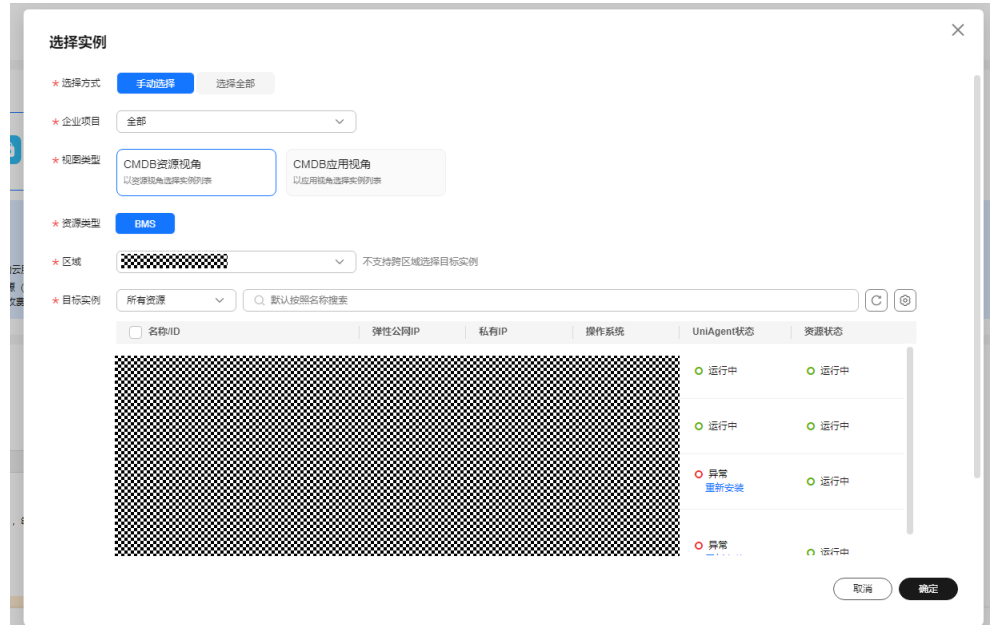 选择实例
* 选择方式 手动选择 选择全部
* 企业项目 全部
* 视图类型 CMDB资源视角 CMDB应用视角
以资源视角选择实例列表 以应用视角选择实例列表
* 资源类型 BMS
* 区域 不支持跨区域选择目标实例
* 目标实例 所有资源 默认按照名称搜索
名称/ID 弹性公网IP 私有IP 操作系统 UniAgent状态 资源状态
运行中 运行中
运行中 运行中
异常 运行中
重新安装
异常 运行中
取消 确定